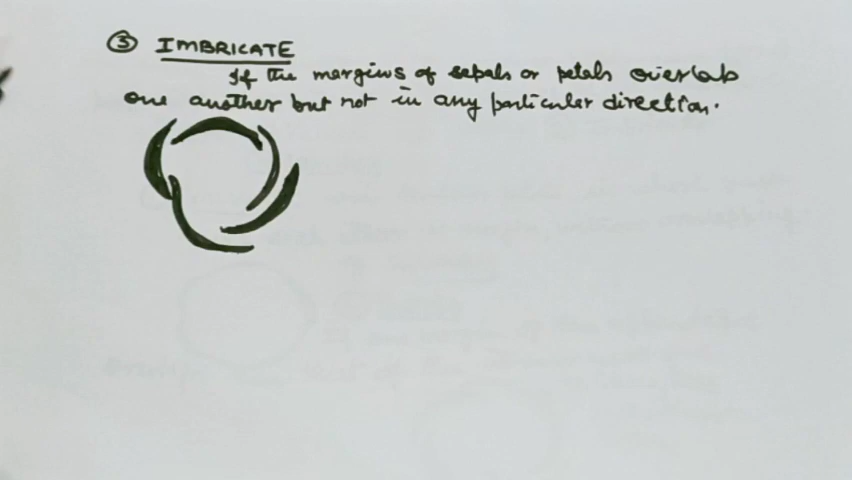 ③ IMBRICATE
If the margins of sepals or petals overlap
one another but not in any particular direction.